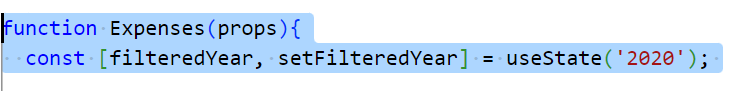 function Expenses(props){
  const [filteredYear, setFilteredYear] = useState('2020');